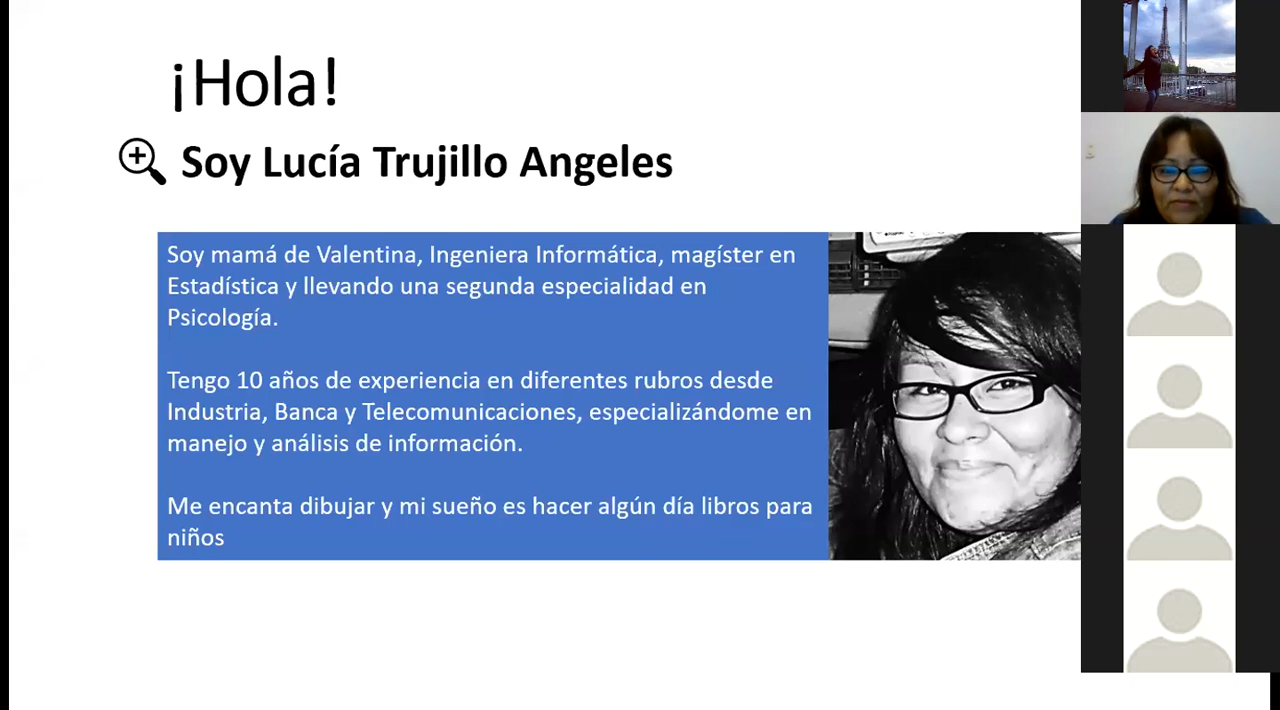 ¡Hola!
Soy Lucía Trujillo Angeles
Soy mamá de Valentina, Ingeniera Informática, magíster en
Estadística y llevando una segunda especialidad en
Psicología.
Tengo 10 años de experiencia en diferentes rubros desde
Industria, Banca y Telecomunicaciones, especializándome en
manejo y análisis de información.
Me encanta dibujar y mi sueño es hacer algún día libros para
niños